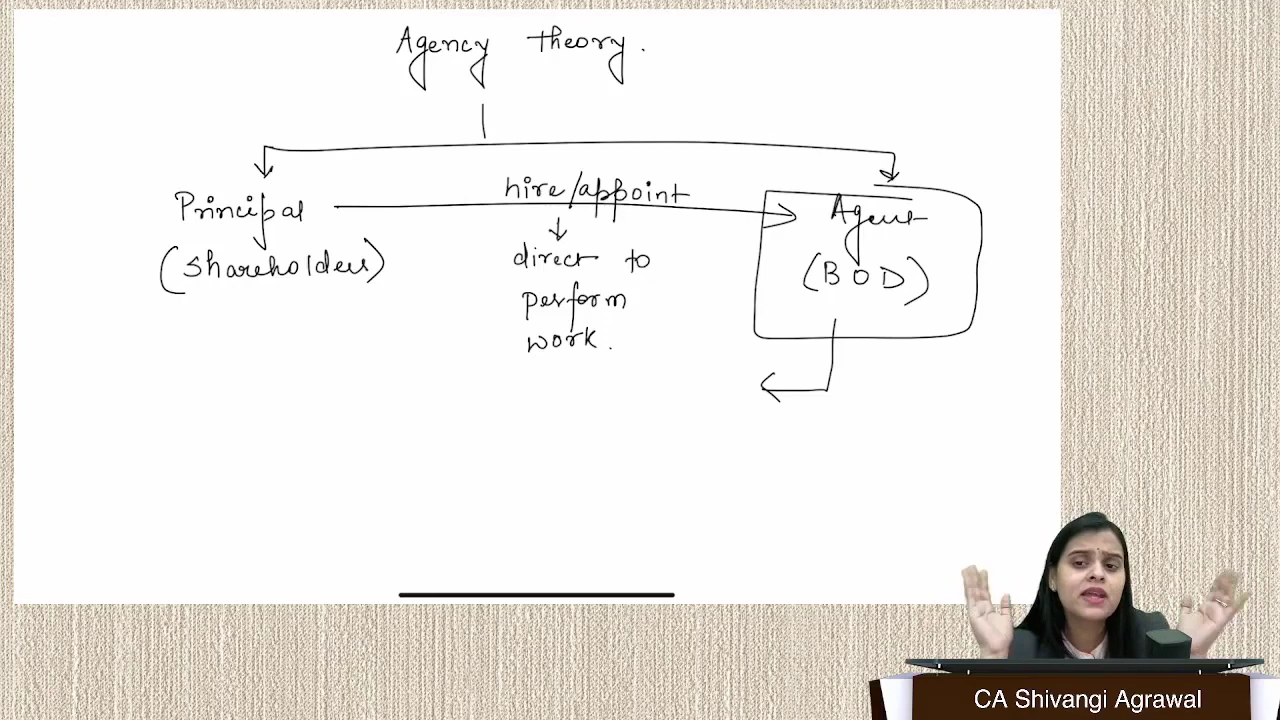 Agency theory.
Principal
(Shareholders)
hire/appoint
direct to
perform
work.
Agent
(BOD)
CA Shivangi Agrawal